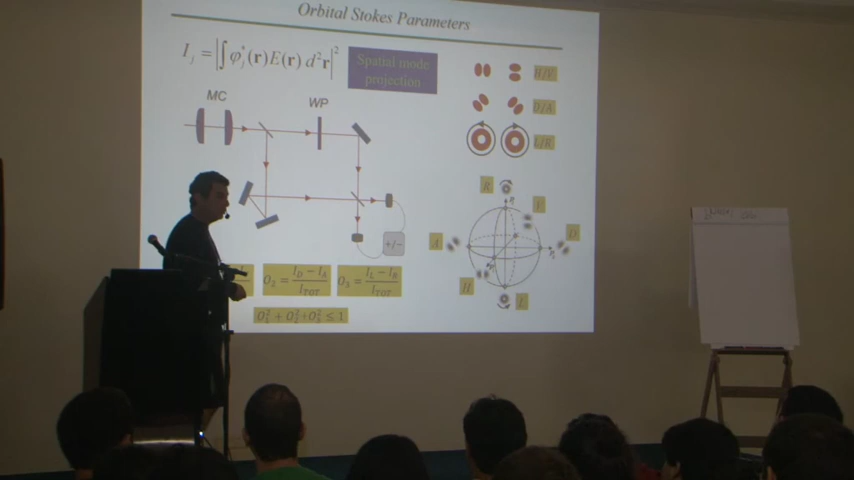 Orbital Stokes Parameters
I_j = |∫ φ_j^*(r)E(r) d²r|²
Spatial mode
projection
MC
WP
+/−
O_2 = (I_D − I_A)/I_TOT
O_3 = (I_L − I_R)/I_TOT
O_1² + O_2² + O_3² ≤ 1
H/V
D/A
L/R
R
V
A
D
H
L